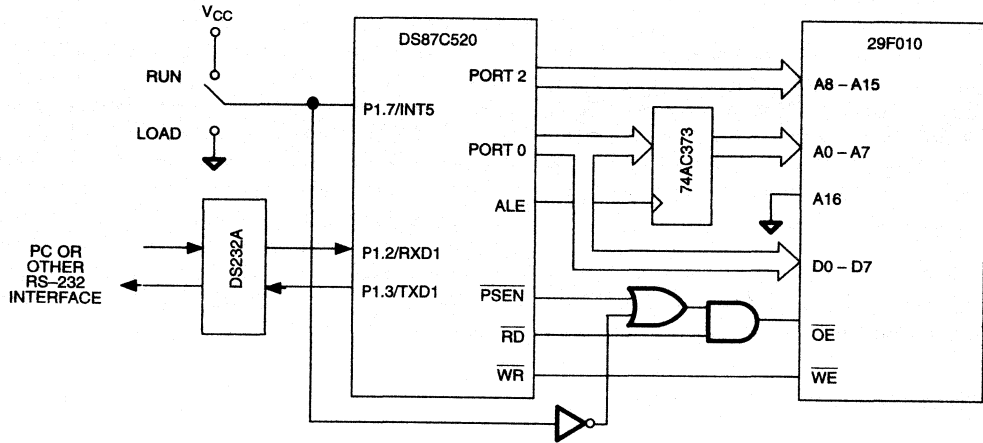 VCC
RUN
LOAD
PC OR
OTHER
RS–232
INTERFACE
DS232A
DS87C520
P1.7/INT5
P1.2/RXD1
P1.3/TXD1
PORT 2
PORT 0
ALE
PSEN
RD
WR
74AC373
29F010
A8 – A15
A0 – A7
A16
D0 – D7
OE
WE